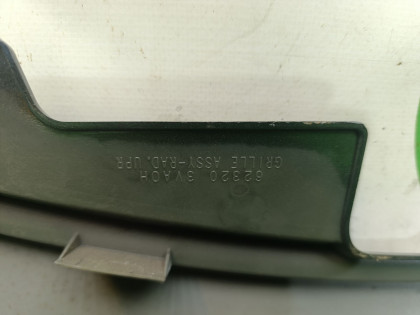 62320 3VA0H
GRILLE ASSY-RAD, UPR